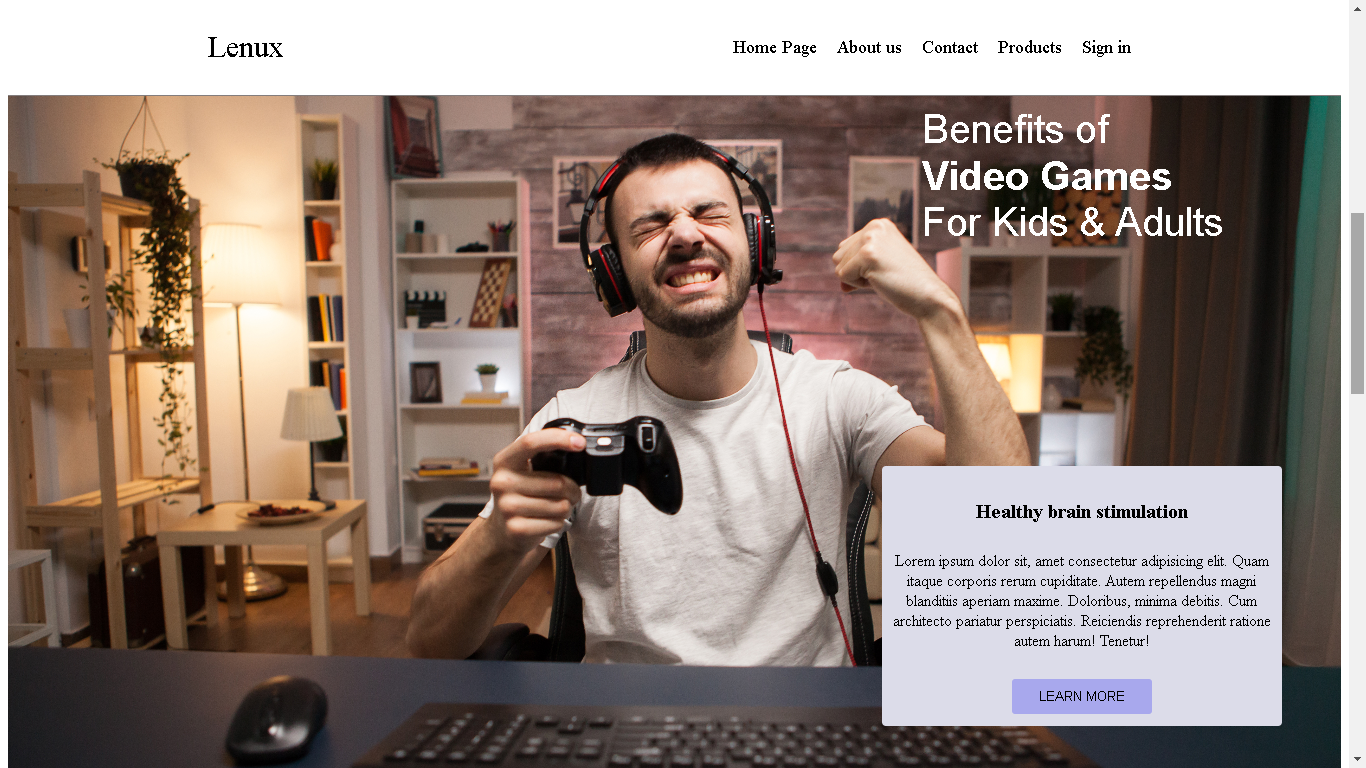 Lenux
Home Page About us Contact Products Sign in
Benefits of
Video Games
For Kids & Adults
Healthy brain stimulation
Lorem ipsum dolor sit, amet consectetur adipisicing elit. Quam
itaque corporis rerum cupiditate. Autem repellendus magni
blanditiis aperiam maxime. Doloribus, minima debitis. Cum
architecto pariatur perspiciatis. Reiciendis reprehenderit ratione
autem harum! Tenetur!
LEARN MORE